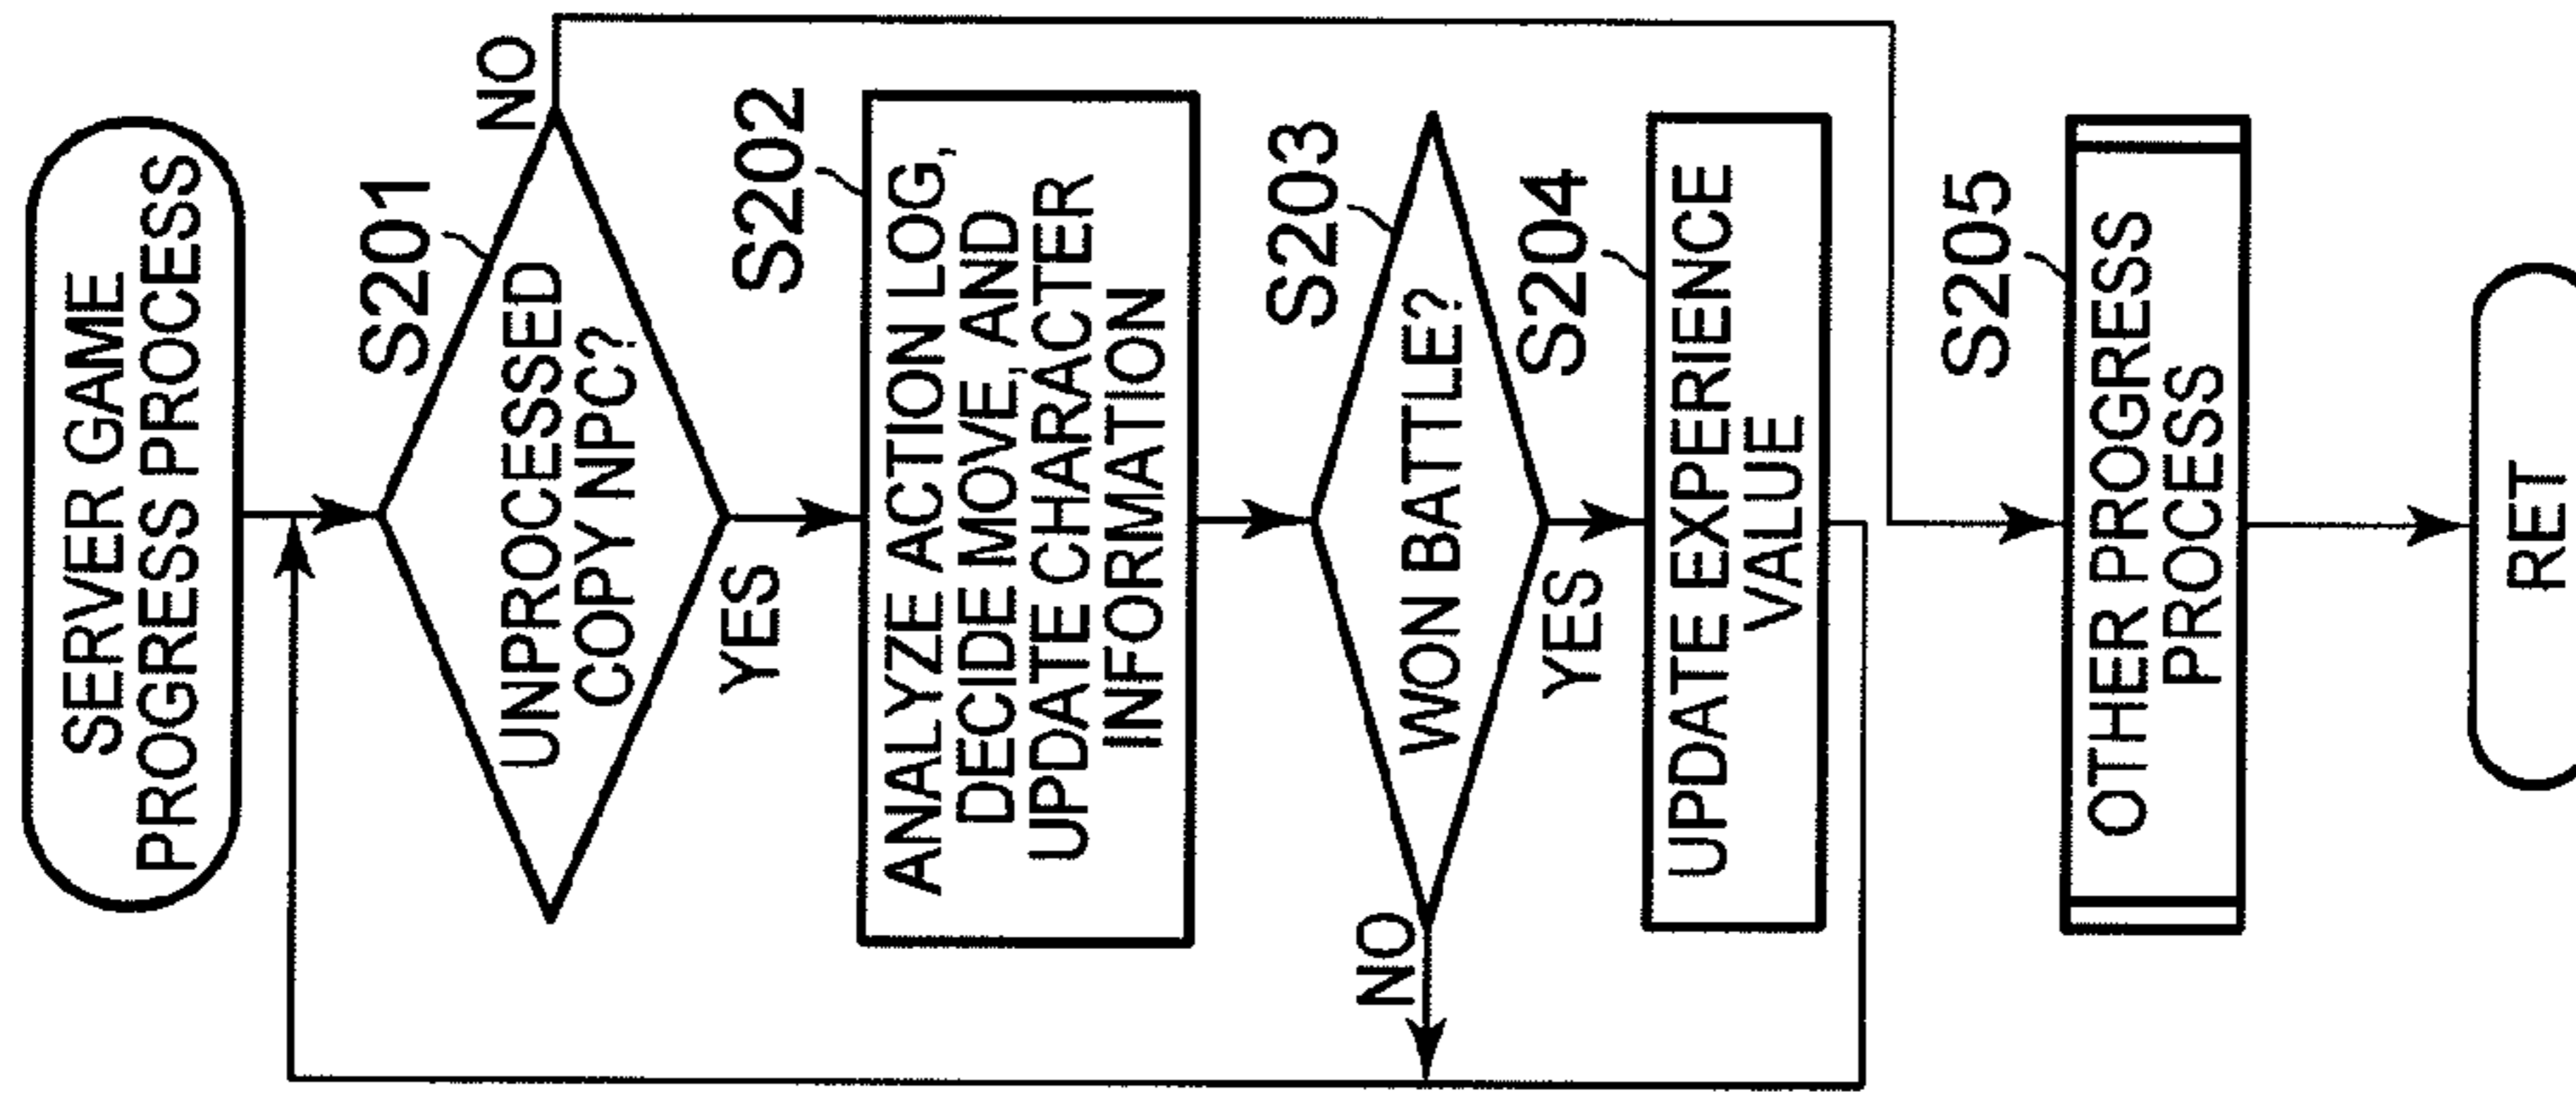 SERVER GAME
PROGRESS PROCESS
S201
UNPROCESSED
COPY NPC?
NO
YES
S202
ANALYZE ACTION LOG,
DECIDE MOVE, AND
UPDATE CHARACTER
INFORMATION
S203
WON BATTLE?
NO
YES
S204
UPDATE EXPERIENCE
VALUE
S205
OTHER PROGRESS
PROCESS
RET